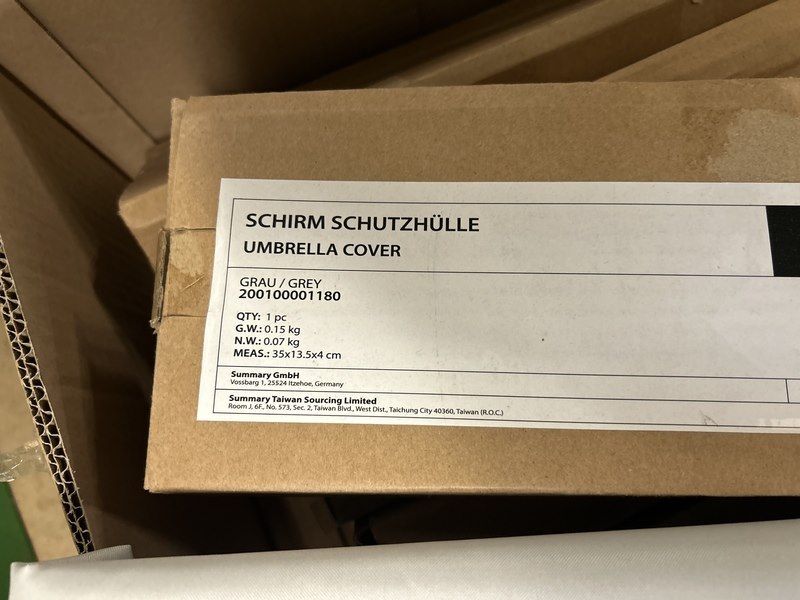 SCHIRM SCHUTZHÜLLE
UMBRELLA COVER
GRAU / GREY
200100001180
QTY: 1 pc
G.W.: 0.15 kg
N.W.: 0.07 kg
MEAS.: 35x13.5x4 cm
Summary GmbH
Vossbarg 1, 25524 Itzehoe, Germany
Summary Taiwan Sourcing Limited
Room J, 6F., No. 573, Sec. 2, Taiwan Blvd., West Dist., Taichung City 40360, Taiwan (R.O.C.)